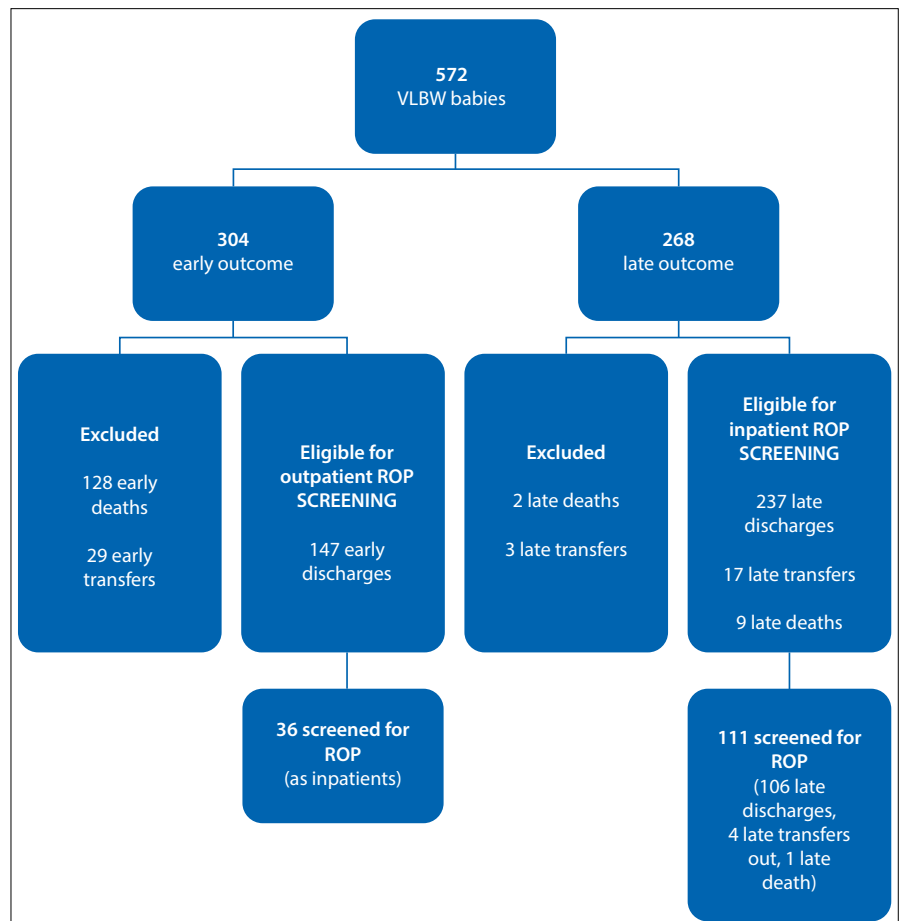 572
VLBW babies
304
early outcome
268
late outcome
Excluded
128 early
deaths
29 early
transfers
Eligible for
outpatient ROP
SCREENING
147 early
discharges
Excluded
2 late deaths
3 late transfers
Eligible for
inpatient ROP
SCREENING
237 late
discharges
17 late transfers
9 late deaths
36 screened for
ROP
(as inpatients)
111 screened for
ROP
(106 late
discharges,
4 late transfers
out, 1 late
death)